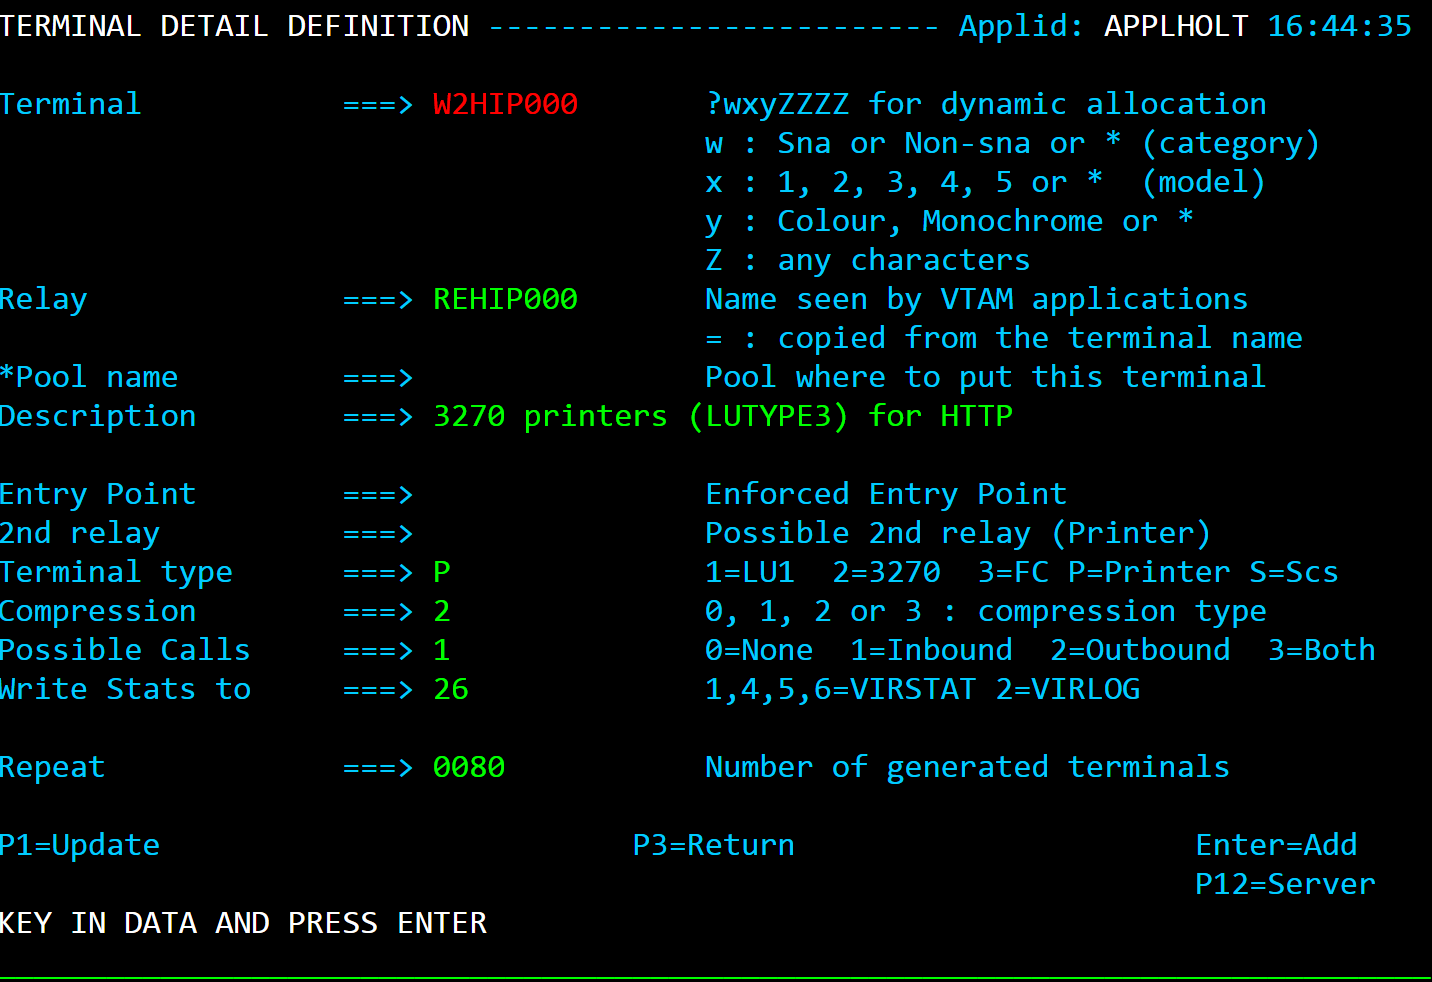 TERMINAL DETAIL DEFINITION ------------------------- Applid: APPLHOLT 16:44:35
Terminal ===> W2HIP000 ?wxyZZZZ for dynamic allocation
w : Sna or Non-sna or * (category)
x : 1, 2, 3, 4, 5 or * (model)
y : Colour, Monochrome or *
Z : any characters
Relay ===> REHIP000 Name seen by VTAM applications
= : copied from the terminal name
*Pool name ===> Pool where to put this terminal
Description ===> 3270 printers (LUTYPE3) for HTTP
Entry Point ===> Enforced Entry Point
2nd relay ===> Possible 2nd relay (Printer)
Terminal type ===> P 1=LU1 2=3270 3=FC P=Printer S=Scs
Compression ===> 2 0, 1, 2 or 3 : compression type
Possible Calls ===> 1 0=None 1=Inbound 2=Outbound 3=Both
Write Stats to ===> 26 1,4,5,6=VIRSTAT 2=VIRLOG
Repeat ===> 0080 Number of generated terminals
P1=Update P3=Return Enter=Add
P12=Server
KEY IN DATA AND PRESS ENTER